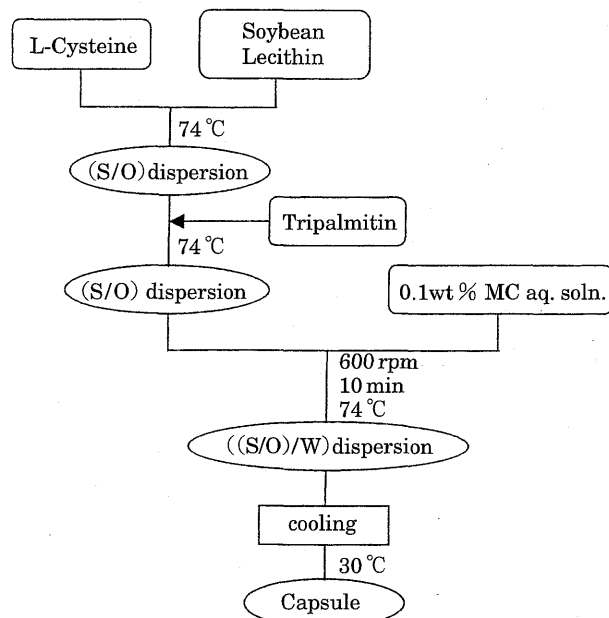 L-Cysteine
Soybean
Lecithin
74℃
(S/O) dispersion
Tripalmitin
74℃
(S/O) dispersion
0.1wt% MC aq. soln.
600 rpm
10 min
74℃
((S/O)/W) dispersion
cooling
30℃
Capsule